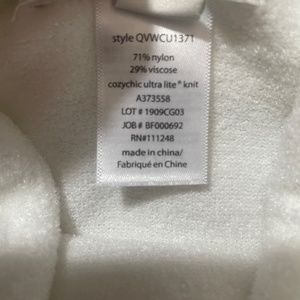 style QVWCU1371
71% nylon
29% viscose
cozychic ultra lite® knit
A373558
LOT # 1909CG03
JOB # BF000692
RN#111248
made in china/
Fabriqué en Chine